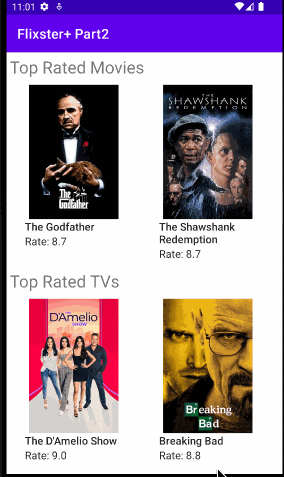 11:01
Flixster+ Part2
Top Rated Movies
The
Godfather
THE
SHAWSHANK
REDEMPTION
The Godfather
Rate: 8.7
The Shawshank
Redemption
Rate: 8.7
Top Rated TVs
THE
D'AMELIO
SHOW
Breaking
Bad
The D'Amelio Show
Rate: 9.0
Breaking Bad
Rate: 8.8